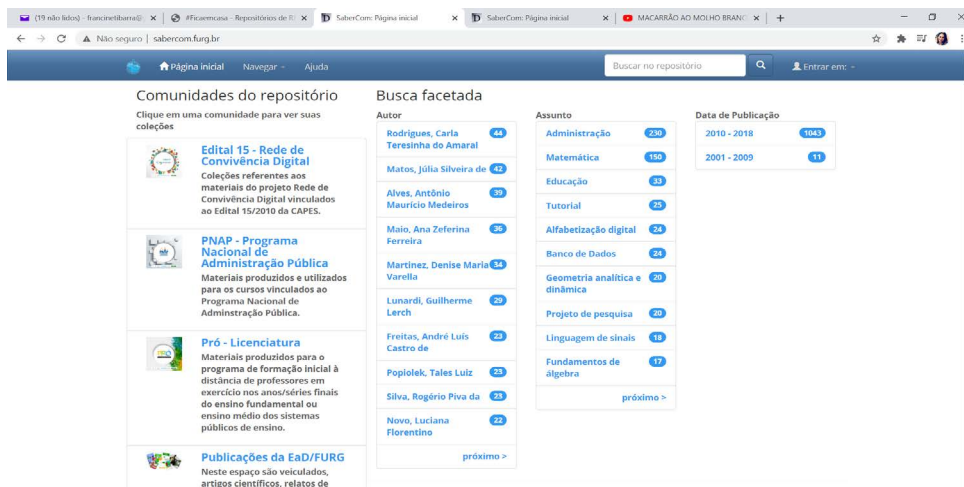 (19 não lidos) - francinetibarra@
#Ficaemcasa - Repositórios de R
SaberCom: Página inicial
SaberCom: Página inicial
MACARRÃO AO MOLHO BRANC
Não seguro | sabercom.furg.br
Página inicial Navegar Ajuda
Buscar no repositório
Entrar em:
Comunidades do repositório
Clique em uma comunidade para ver suas
coleções
Edital 15 - Rede de
Convivência Digital
Coleções referentes aos
materiais do projeto Rede de
Convivência Digital vinculados
ao Edital 15/2010 da CAPES.
PNAP - Programa
Nacional de
Administração Pública
Materiais produzidos e utilizados
para os cursos vinculados ao
Programa Nacional de
Adminstração Pública.
Pró - Licenciatura
Materiais produzidos para o
programa de formação inicial à
distância de professores em
exercício nos anos/séries finais
do ensino fundamental ou
ensino médio dos sistemas
públicos de ensino.
Publicações da EaD/FURG
Neste espaço são veiculados,
artigos científicos, relatos de
Busca facetada
Autor
Rodrigues, Carla 44
Teresinha do Amaral
Matos, Júlia Silveira de 42
Alves, Antônio 39
Maurício Medeiros
Maio, Ana Zeferina 36
Ferreira
Martinez, Denise Maria 34
Varella
Lunardi, Guilherme 29
Lerch
Freitas, André Luís 23
Castro de
Popiolek, Tales Luiz 23
Silva, Rogério Piva da 23
Novo, Luciana 22
Florentino
próximo >
Assunto
Administração 230
Matemática 150
Educação 33
Tutorial 25
Alfabetização digital 24
Banco de Dados 24
Geometria analítica e 20
dinâmica
Projeto de pesquisa 20
Linguagem de sinais 18
Fundamentos de 17
álgebra
próximo >
Data de Publicação
2010 - 2018 1043
2001 - 2009 11